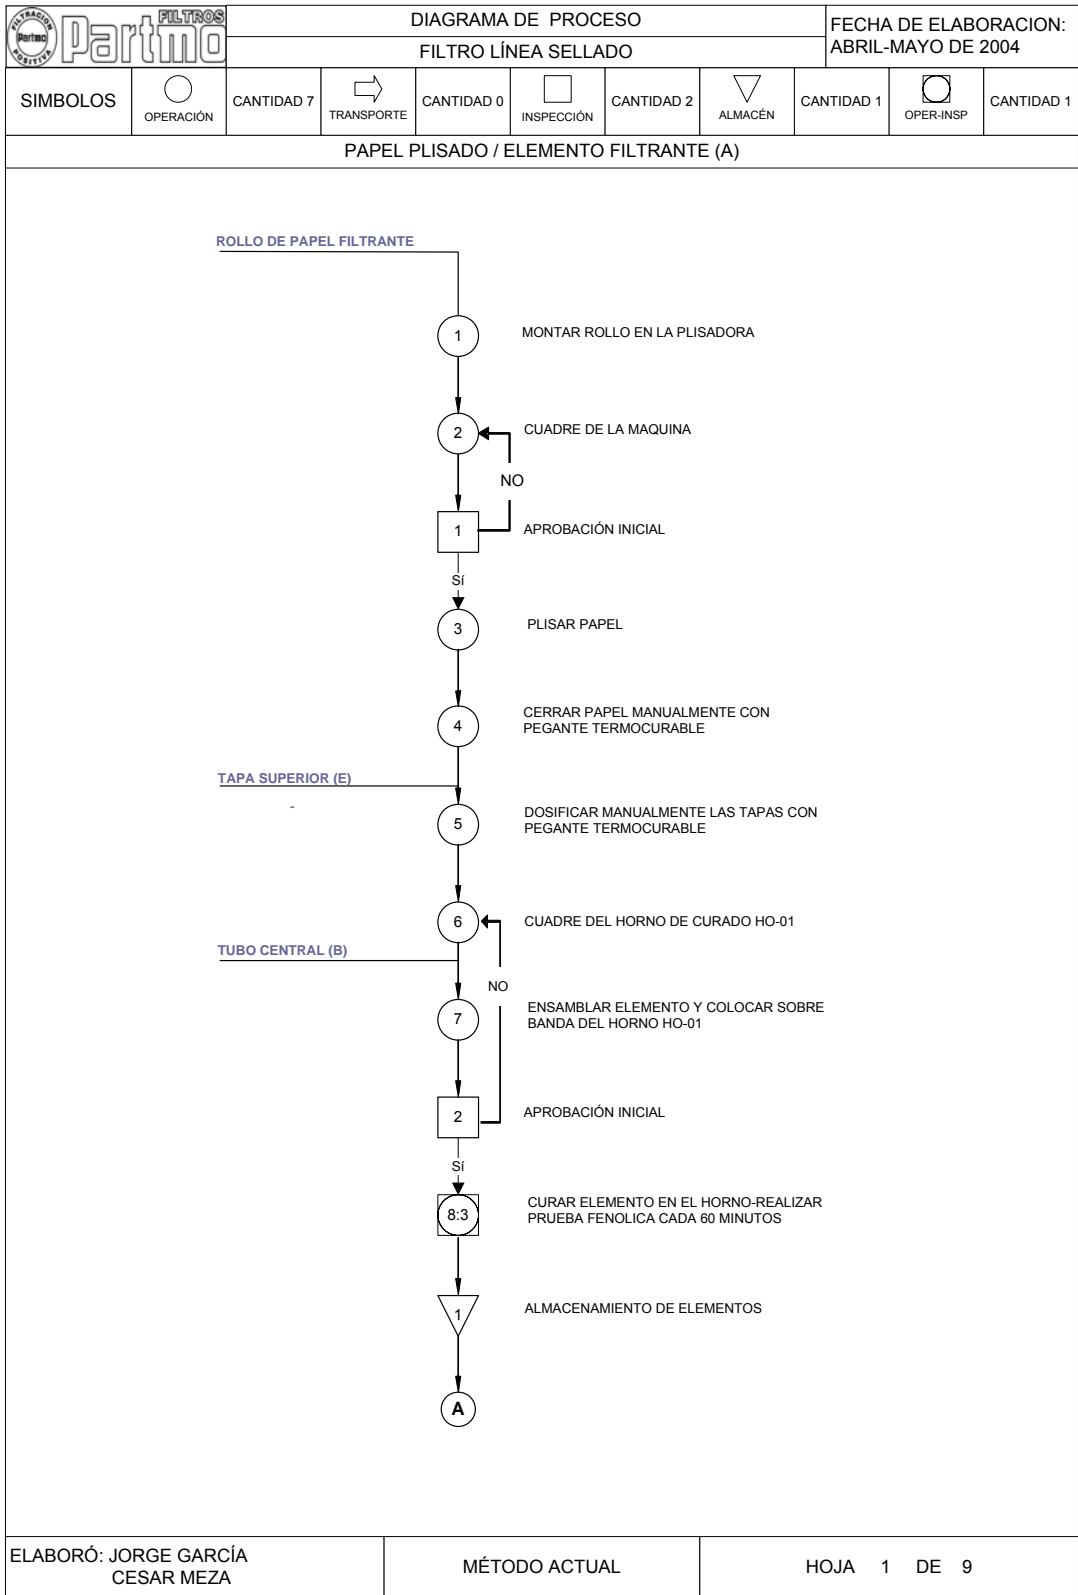 FILTRACION
Partmo
POSITIVA
FILTROS
Partmo
DIAGRAMA DE PROCESO
FILTRO LÍNEA SELLADO
FECHA DE ELABORACION:
ABRIL-MAYO DE 2004
SIMBOLOS
OPERACIÓN
CANTIDAD 7
TRANSPORTE
CANTIDAD 0
INSPECCIÓN
CANTIDAD 2
ALMACÉN
CANTIDAD 1
OPER-INSP
CANTIDAD 1
PAPEL PLISADO / ELEMENTO FILTRANTE (A)
ROLLO DE PAPEL FILTRANTE
1
MONTAR ROLLO EN LA PLISADORA
2
CUADRE DE LA MAQUINA
NO
1
APROBACIÓN INICIAL
Sí
3
PLISAR PAPEL
4
CERRAR PAPEL MANUALMENTE CON
PEGANTE TERMOCURABLE
TAPA SUPERIOR (E)
-
5
DOSIFICAR MANUALMENTE LAS TAPAS CON
PEGANTE TERMOCURABLE
6
CUADRE DEL HORNO DE CURADO HO-01
TUBO CENTRAL (B)
NO
7
ENSAMBLAR ELEMENTO Y COLOCAR SOBRE
BANDA DEL HORNO HO-01
2
APROBACIÓN INICIAL
Sí
8:3
CURAR ELEMENTO EN EL HORNO-REALIZAR
PRUEBA FENOLICA CADA 60 MINUTOS
1
ALMACENAMIENTO DE ELEMENTOS
A
ELABORÓ: JORGE GARCÍA
CESAR MEZA
MÉTODO ACTUAL
HOJA 1 DE 9